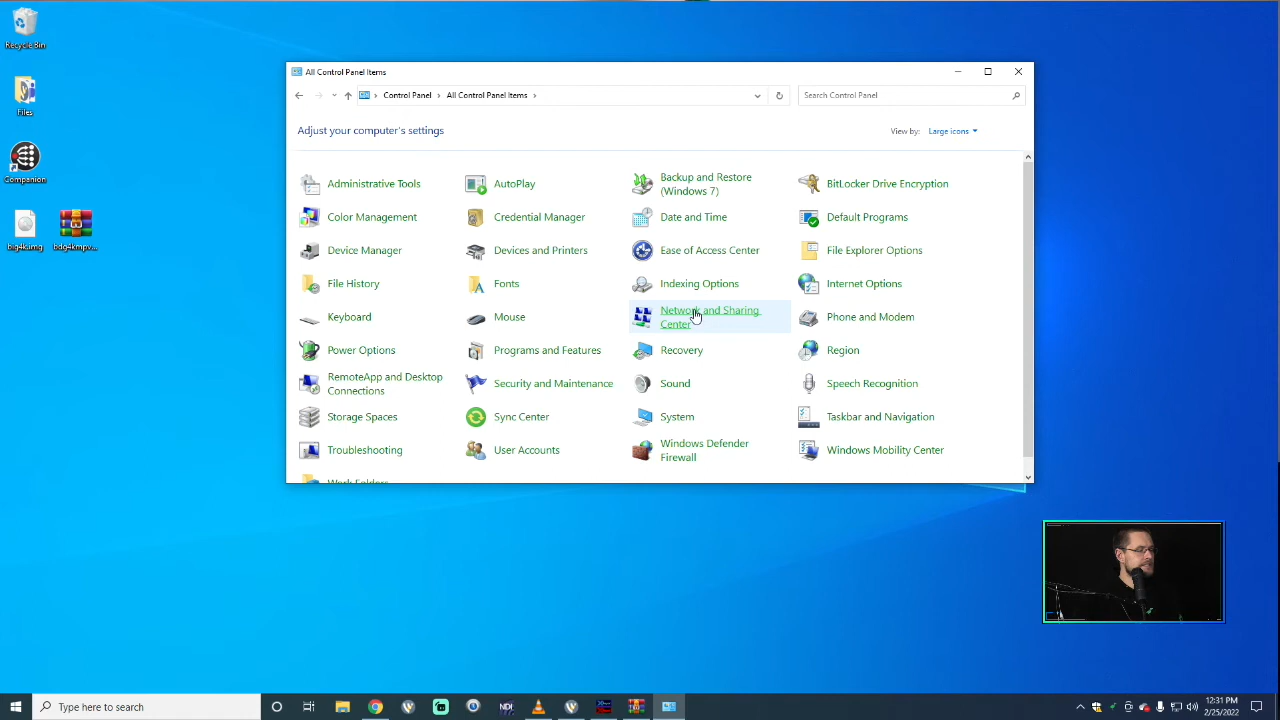 Recycle Bin
Files
Companion
big4k.img
bdg4kmpv...
All Control Panel Items
Control Panel
All Control Panel Items
Search Control Panel
Adjust your computer's settings
View by:
Large icons
Administrative Tools
AutoPlay
Backup and Restore
(Windows 7)
BitLocker Drive Encryption
Color Management
Credential Manager
Date and Time
Default Programs
Device Manager
Devices and Printers
Ease of Access Center
File Explorer Options
File History
Fonts
Indexing Options
Internet Options
Keyboard
Mouse
Network and Sharing
Center
Phone and Modem
Power Options
Programs and Features
Recovery
Region
RemoteApp and Desktop
Connections
Security and Maintenance
Sound
Speech Recognition
Storage Spaces
Sync Center
System
Taskbar and Navigation
Troubleshooting
User Accounts
Windows Defender
Firewall
Windows Mobility Center
Work Folders
Type here to search
12:31 PM
2/25/2022